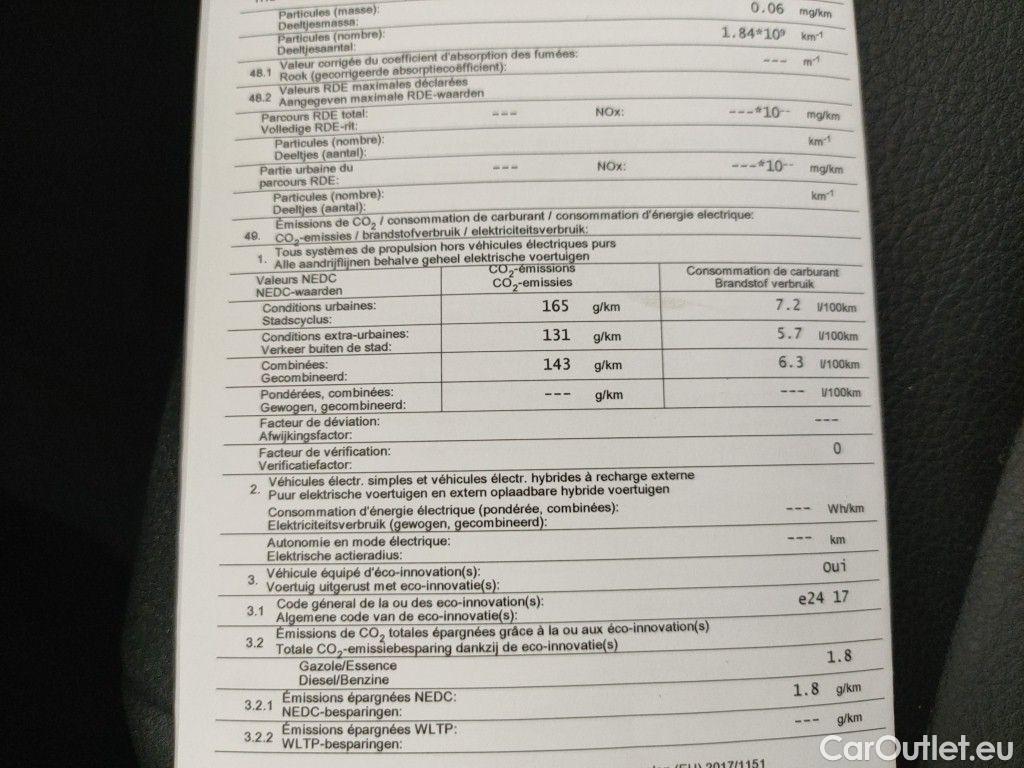 Particules (masse): 0.06 mg/km
Deeltjesmassa:
Particules (nombre): 1.84*10⁹ km⁻¹
Deeltjesaantal:
48.1 Valeur corrigée du coefficient d'absorption des fumées: --- m⁻¹
Rook (gecorrigeerde absorptiecoëfficient):
48.2 Valeurs RDE maximales déclarées
Aangegeven maximale RDE-waarden
Parcours RDE total: --- NOx: ---*10-- mg/km
Volledige RDE-rit:
Particules (nombre): km⁻¹
Deeltjes (aantal):
Partie urbaine du --- NOx: ---*10-- mg/km
parcours RDE:
Particules (nombre): km⁻¹
Deeltjes (aantal):
49. Émissions de CO₂ / consommation de carburant / consommation d'énergie electrique:
CO₂-emissies / brandstofverbruik / elektriciteitsverbruik:
1. Tous systèmes de propulsion hors véhicules électriques purs
Alle aandrijflijnen behalve geheel elektrische voertuigen
Valeurs NEDC CO₂-émissions Consommation de carburant
NEDC-waarden CO₂-emissies Brandstof verbruik
Conditions urbaines: 165 g/km 7.2 l/100km
Stadscyclus:
Conditions extra-urbaines: 131 g/km 5.7 l/100km
Verkeer buiten de stad:
Combinées: 143 g/km 6.3 l/100km
Gecombineerd:
Pondérées, combinées: --- g/km --- l/100km
Gewogen, gecombineerd:
Facteur de déviation: ---
Afwijkingsfactor:
Facteur de vérification: 0
Verificatiefactor:
2. Véhicules électr. simples et véhicules électr. hybrides à recharge externe
Puur elektrische voertuigen en extern oplaadbare hybride voertuigen
Consommation d'énergie électrique (pondérée, combinées): --- Wh/km
Elektriciteitsverbruik (gewogen, gecombineerd):
Autonomie en mode électrique: --- km
Elektrische actieradius:
3. Véhicule équipé d'éco-innovation(s): Oui
Voertuig uitgerust met eco-innovatie(s):
3.1 Code géneral de la ou des eco-innovation(s): e24 17
Algemene code van de eco-innovatie(s):
3.2 Émissions de CO₂ totales épargnées grâce à la ou aux éco-innovation(s)
Totale CO₂-emissiebesparing dankzij de eco-innovatie(s)
Gazole/Essence 1.8
Diesel/Benzine
3.2.1 Émissions épargnées NEDC: 1.8 g/km
NEDC-besparingen:
3.2.2 Émissions épargnées WLTP: --- g/km
WLTP-besparingen:
(EU) 2017/1151
CarOutlet.eu